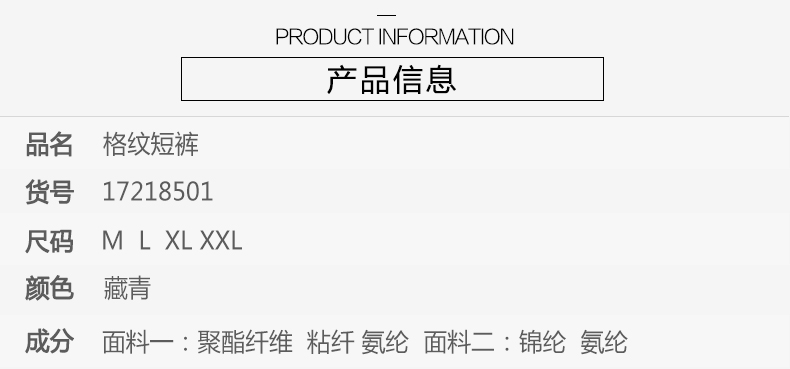 PRODUCT INFORMATION
产品信息
品名 格纹短裤
货号 17218501
尺码 M L XL XXL
颜色 藏青
成分 面料一：聚酯纤维 粘纤 氨纶 面料二：锦纶 氨纶